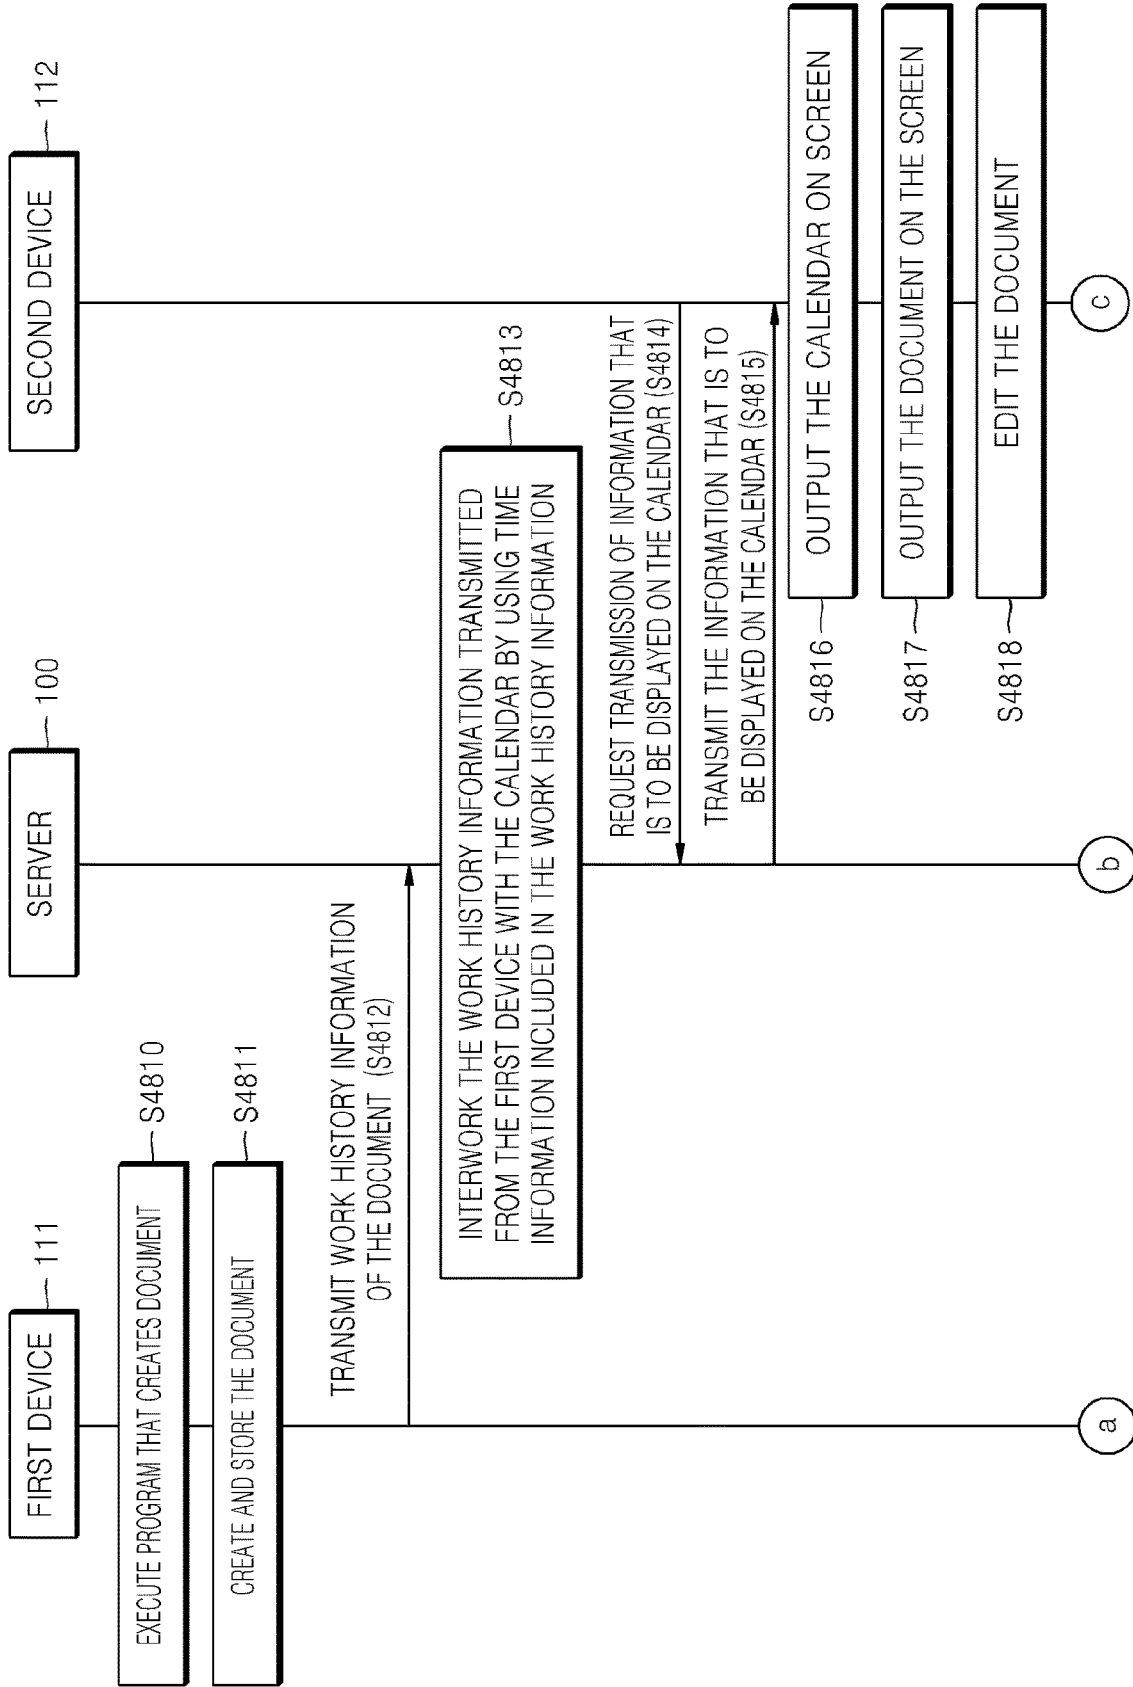 FIRST DEVICE
111
SERVER
100
SECOND DEVICE
112
EXECUTE PROGRAM THAT CREATES DOCUMENT
S4810
CREATE AND STORE THE DOCUMENT
S4811
TRANSMIT WORK HISTORY INFORMATION
OF THE DOCUMENT (S4812)
INTERWORK THE WORK HISTORY INFORMATION TRANSMITTED
FROM THE FIRST DEVICE WITH THE CALENDAR BY USING TIME
INFORMATION INCLUDED IN THE WORK HISTORY INFORMATION
S4813
REQUEST TRANSMISSION OF INFORMATION THAT
IS TO BE DISPLAYED ON THE CALENDAR (S4814)
TRANSMIT THE INFORMATION THAT IS TO
BE DISPLAYED ON THE CALENDAR (S4815)
S4816
OUTPUT THE CALENDAR ON SCREEN
S4817
OUTPUT THE DOCUMENT ON THE SCREEN
S4818
EDIT THE DOCUMENT
a
b
c